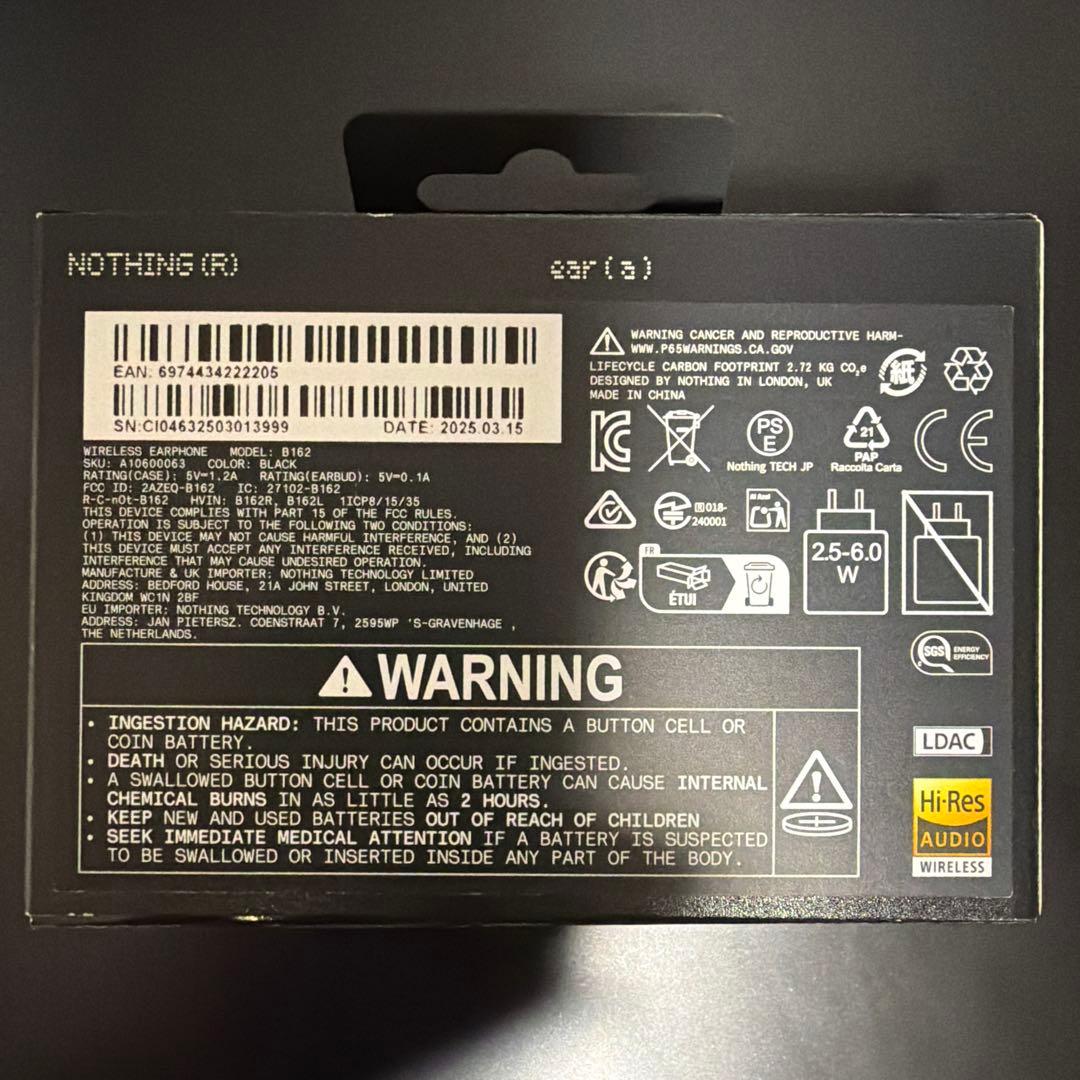 NOTHING (R)
ear (a)
EAN: 6974434222205
SN:CI04632503013999 DATE: 2025.03.15
WIRELESS EARPHONE MODEL: B162
SKU: A10600063 COLOR: BLACK
RATING(CASE): 5V⎓1.2A RATING(EARBUD): 5V⎓0.1A
FCC ID: 2AZEQ-B162 IC: 27102-B162
R-C-nOt-B162 HVIN: B162R, B162L 1ICP8/15/35
THIS DEVICE COMPLIES WITH PART 15 OF THE FCC RULES.
OPERATION IS SUBJECT TO THE FOLLOWING TWO CONDITIONS:
(1) THIS DEVICE MAY NOT CAUSE HARMFUL INTERFERENCE, AND (2)
THIS DEVICE MUST ACCEPT ANY INTERFERENCE RECEIVED, INCLUDING
INTERFERENCE THAT MAY CAUSE UNDESIRED OPERATION.
MANUFACTURE & UK IMPORTER: NOTHING TECHNOLOGY LIMITED
ADDRESS: BEDFORD HOUSE, 21A JOHN STREET, LONDON, UNITED
KINGDOM WC1N 2BF
EU IMPORTER: NOTHING TECHNOLOGY B.V.
ADDRESS: JAN PIETERSZ. COENSTRAAT 7, 2595WP 'S-GRAVENHAGE ,
THE NETHERLANDS.
WARNING CANCER AND REPRODUCTIVE HARM-
WWW.P65WARNINGS.CA.GOV
LIFECYCLE CARBON FOOTPRINT 2.72 KG CO₂e
DESIGNED BY NOTHING IN LONDON, UK
MADE IN CHINA
紙
PS
E
Nothing TECH JP
21
PAP
Raccolta Carta
CE
R 018-
240001
2.5-6.0
W
FR
ÉTUI
SGS ENERGY
EFFICIENCY
LDAC
Hi-Res
AUDIO
WIRELESS
WARNING
• INGESTION HAZARD: THIS PRODUCT CONTAINS A BUTTON CELL OR
COIN BATTERY.
• DEATH OR SERIOUS INJURY CAN OCCUR IF INGESTED.
• A SWALLOWED BUTTON CELL OR COIN BATTERY CAN CAUSE INTERNAL
CHEMICAL BURNS IN AS LITTLE AS 2 HOURS.
• KEEP NEW AND USED BATTERIES OUT OF REACH OF CHILDREN
• SEEK IMMEDIATE MEDICAL ATTENTION IF A BATTERY IS SUSPECTED
TO BE SWALLOWED OR INSERTED INSIDE ANY PART OF THE BODY.